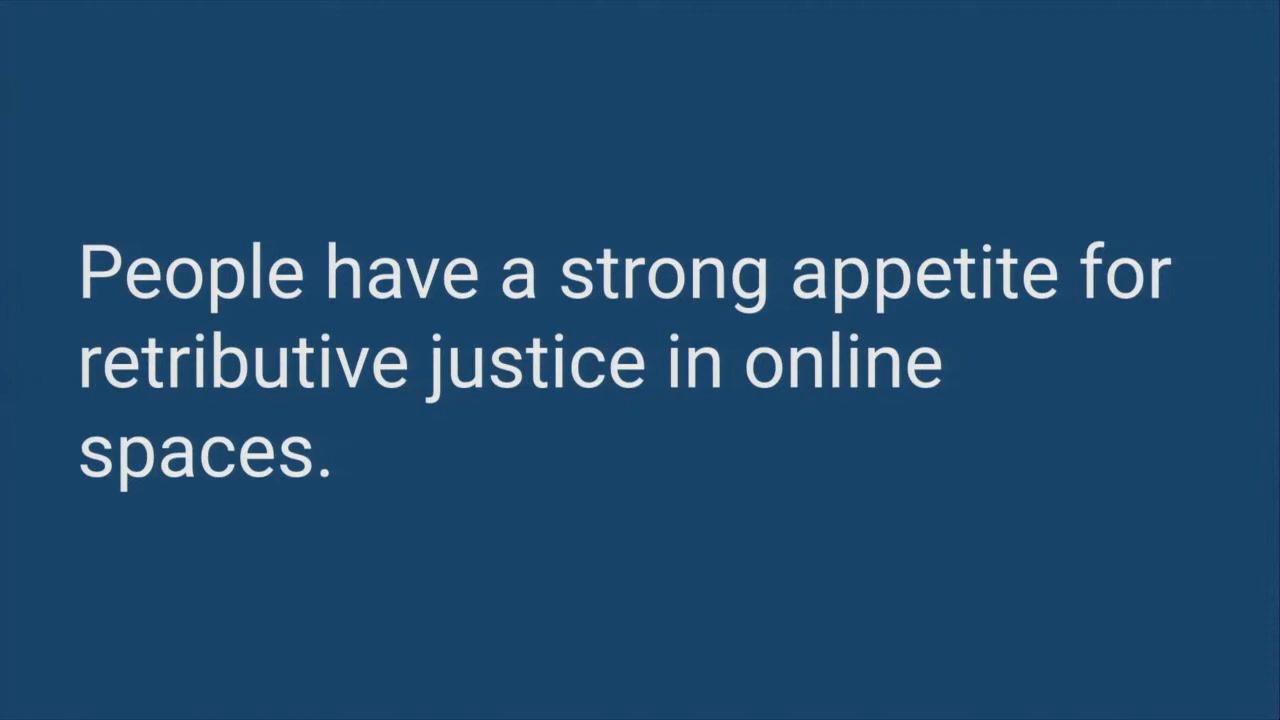 People have a strong appetite for
retributive justice in online
spaces.